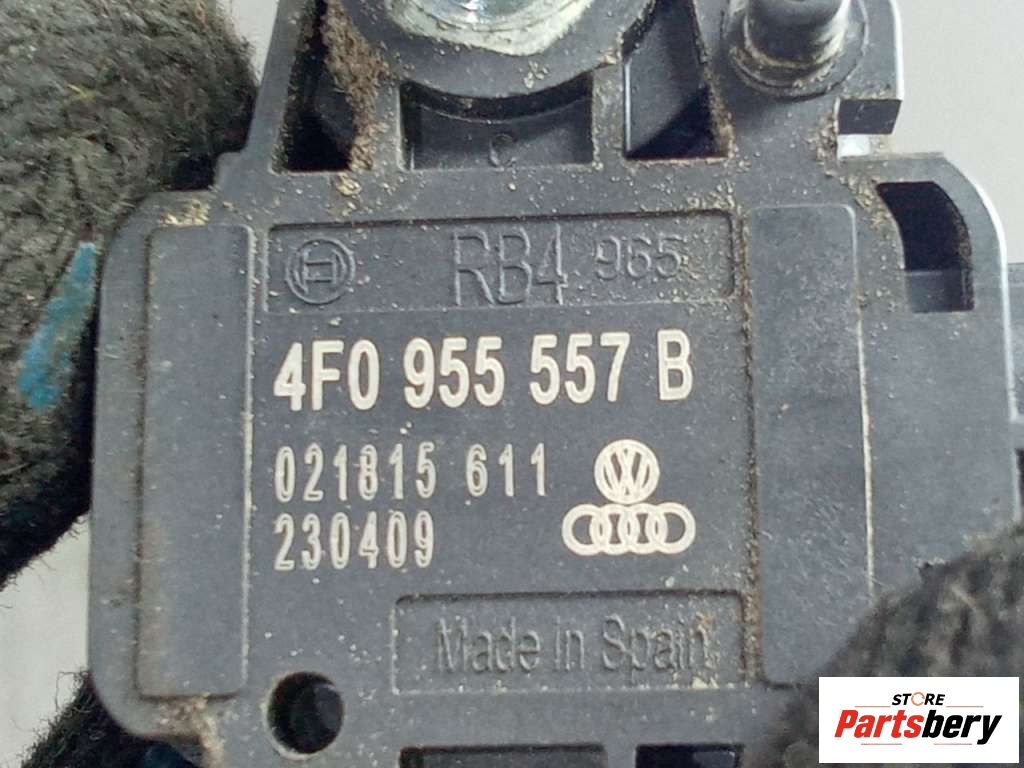 C
RB4 965
4F0 955 557 B
021815 611
230409
Made in Spain
STORE
Partsbery